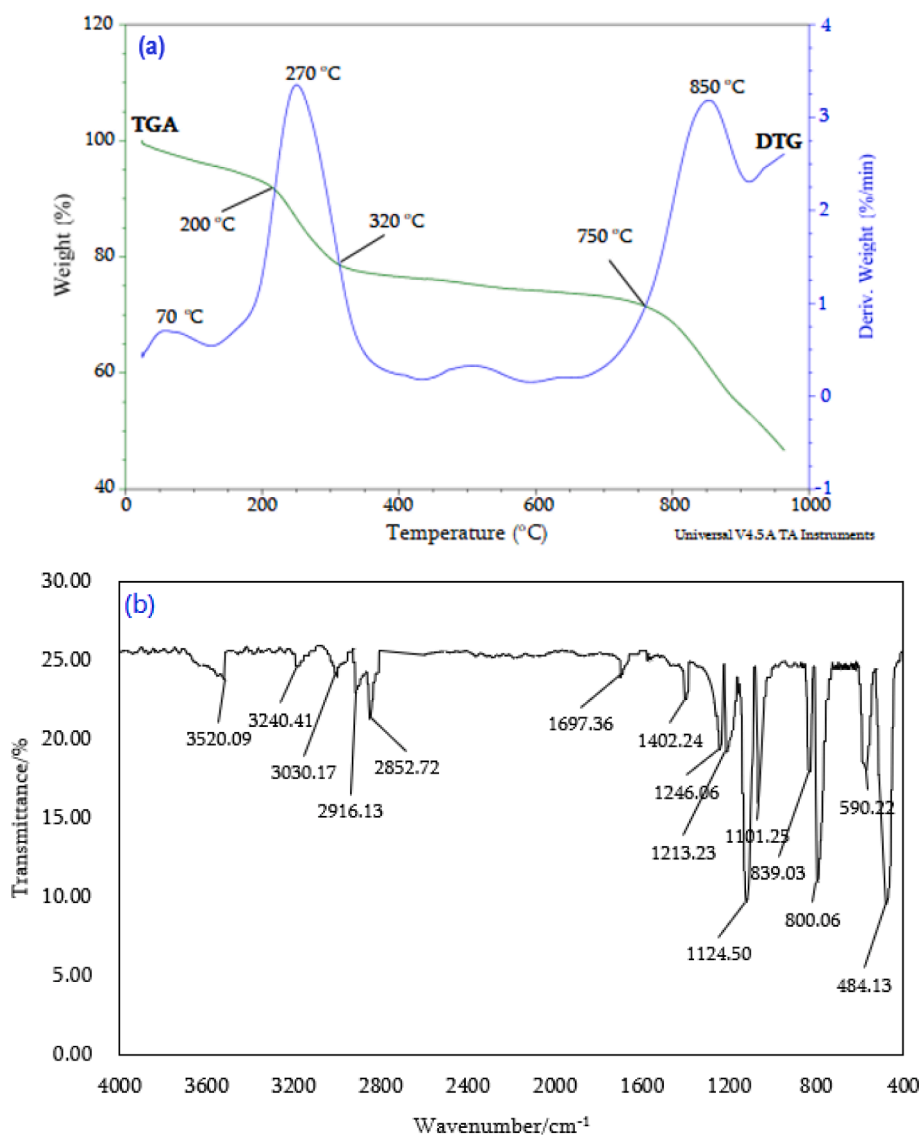 (a)
120
100
80
60
40
Weight (%)
TGA
DTG
70 °C
200 °C
270 °C
320 °C
750 °C
850 °C
4
3
2
1
0
-1
Deriv. Weight (%/min)
0 200 400 600 800 1000
Temperature (°C)
Universal V4.5A TA Instruments
(b)
30.00
25.00
20.00
15.00
10.00
5.00
0.00
Transmittance/%
3520.09
3240.41
3030.17
2916.13
2852.72
1697.36
1402.24
1246.06
1213.23
1124.50
1101.25
839.03
800.06
590.22
484.13
4000 3600 3200 2800 2400 2000 1600 1200 800 400
Wavenumber/cm⁻¹